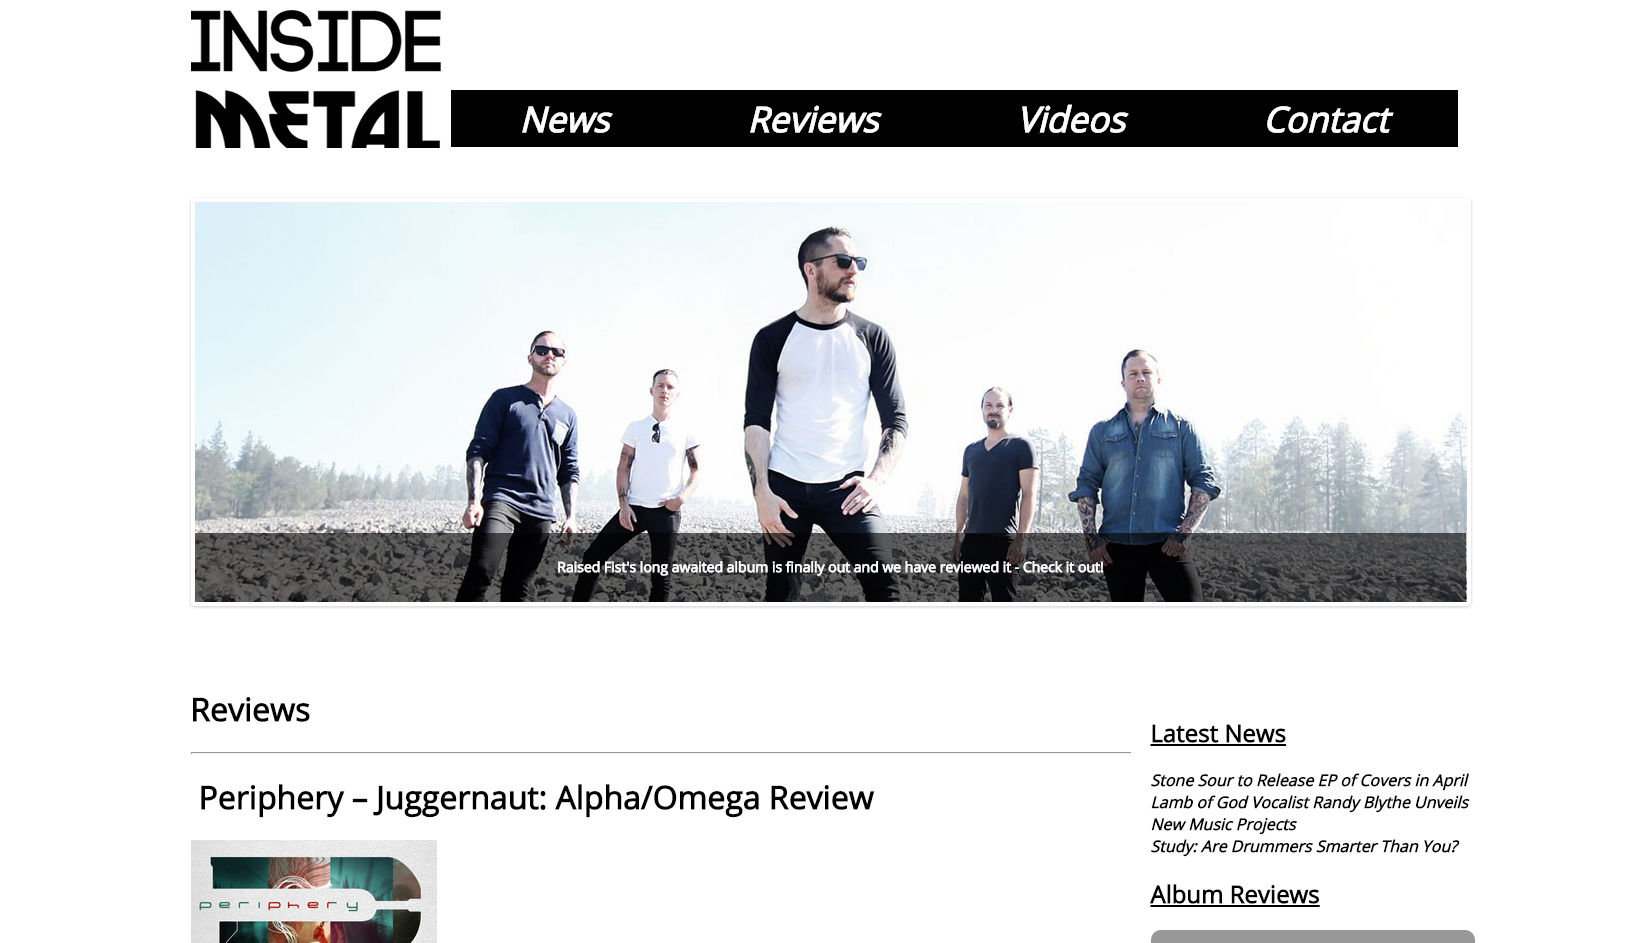 INSIDE
METAL
News Reviews Videos Contact
Raised Fist's long awaited album is finally out and we have reviewed it - Check it out!
Reviews
Periphery – Juggernaut: Alpha/Omega Review
periphery
Latest News
Stone Sour to Release EP of Covers in April
Lamb of God Vocalist Randy Blythe Unveils
New Music Projects
Study: Are Drummers Smarter Than You?
Album Reviews